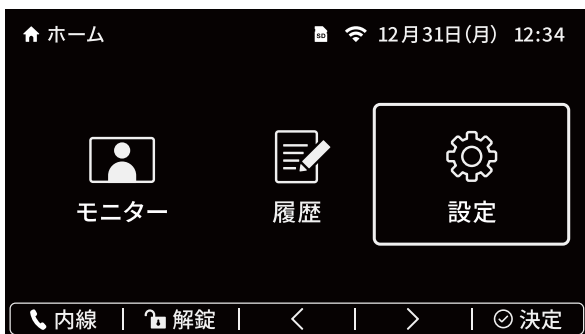 ホーム SD 12月31日(月) 12:34
モニター 履歴 設定
内線 | 解錠 | < | > | 決定